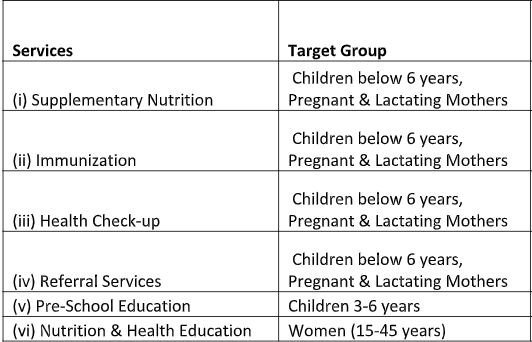 Services Target Group
Children below 6 years,
(i) Supplementary Nutrition Pregnant & Lactating Mothers
Children below 6 years,
(ii) Immunization Pregnant & Lactating Mothers
Children below 6 years,
(iii) Health Check-up Pregnant & Lactating Mothers
Children below 6 years,
(iv) Referral Services Pregnant & Lactating Mothers
(v) Pre-School Education Children 3-6 years
(vi) Nutrition & Health Education Women (15-45 years)